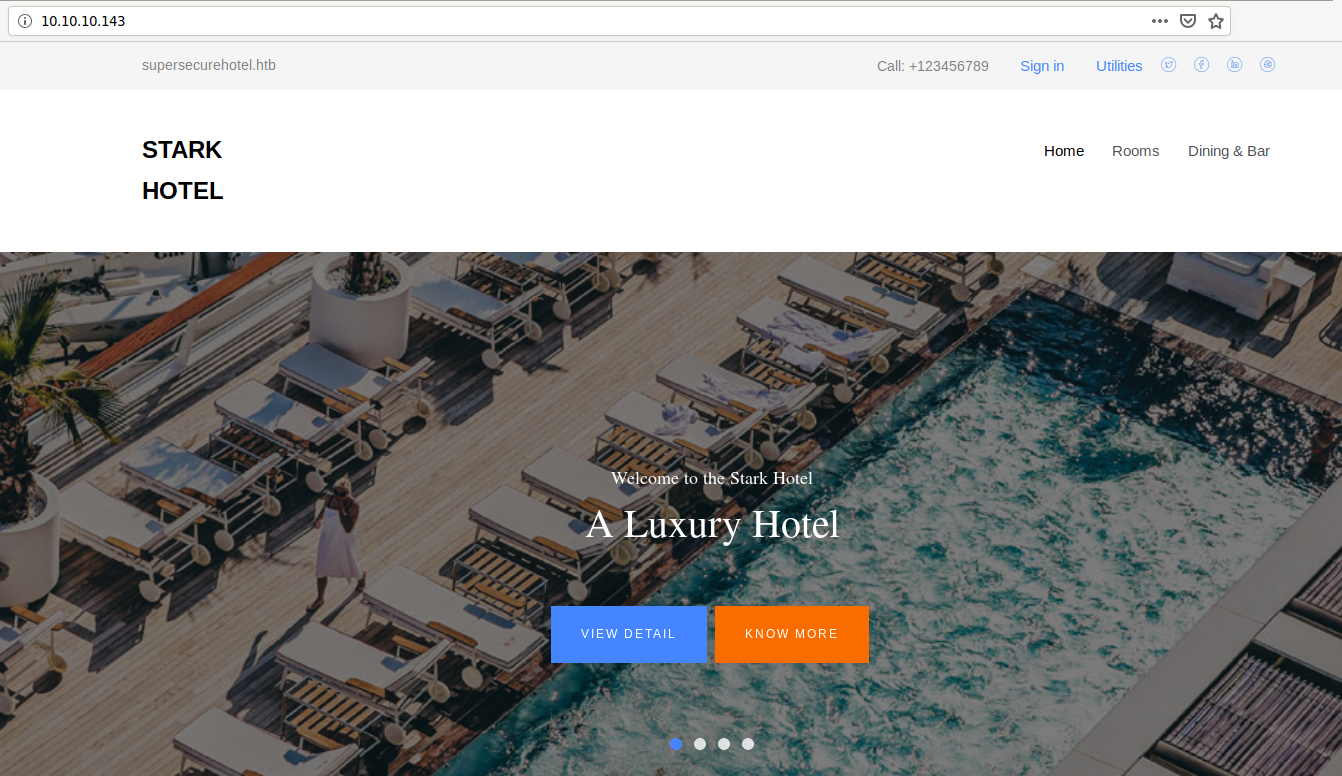 10.10.10.143
supersecurehotel.htb
Call: +123456789 Sign in Utilities
STARK
HOTEL
Home Rooms Dining & Bar
Welcome to the Stark Hotel
A Luxury Hotel
VIEW DETAIL KNOW MORE